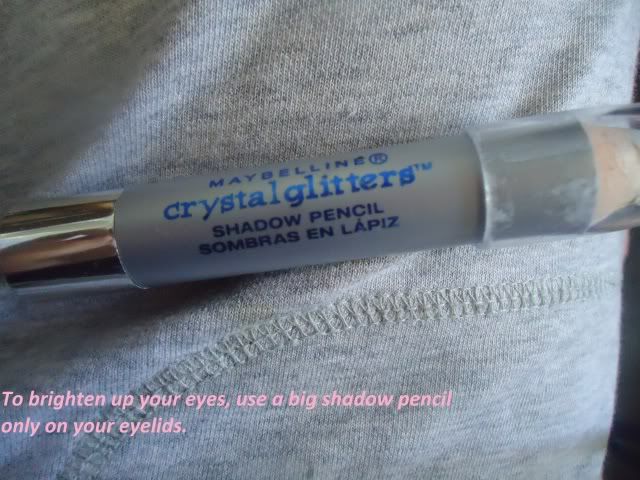 MAYBELLINE®
crystalglitters™
SHADOW PENCIL
SOMBRAS EN LÁPIZ
To brighten up your eyes, use a big shadow pencil
only on your eyelids.